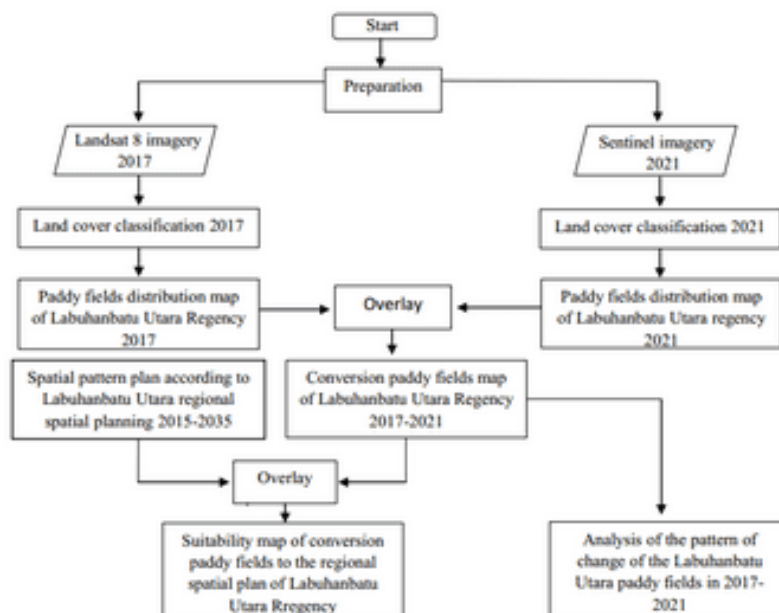 Start
Preparation
Landsat 8 imagery
2017
Sentinel imagery
2021
Land cover classification 2017
Land cover classification 2021
Paddy fields distribution map
of Labuhanbatu Utara Regency
2017
Overlay
Paddy fields distribution map
of Labuhanbatu Utara regency
2021
Spatial pattern plan according to
Labuhanbatu Utara regional
spatial planning 2015-2035
Conversion paddy fields map
of Labuhanbatu Utara Regency
2017-2021
Overlay
Suitability map of conversion
paddy fields to the regional
spatial plan of Labuhanbatu
Utara Rregency
Analysis of the pattern of
change of the Labuhanbatu
Utara paddy fields in 2017-
2021